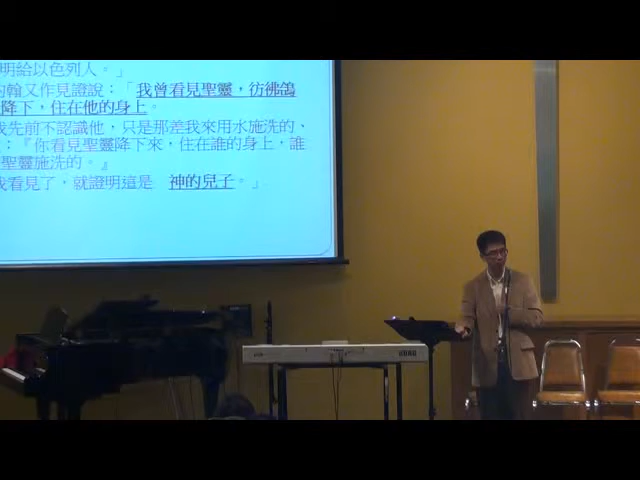 明給以色列人。」
約翰又作見證說：「我曾看見聖靈，彷彿鴿
降下，住在他的身上。
我先前不認識他，只是那差我來用水施洗的、
：『你看見聖靈降下來，住在誰的身上，誰
聖靈施洗的。』
我看見了，就證明這是 神的兒子。」
KORG